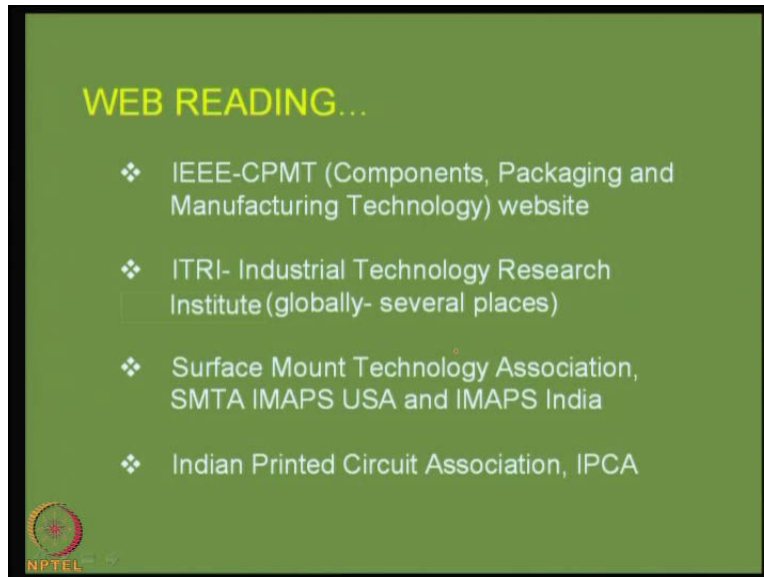 WEB READING...
❖ IEEE-CPMT (Components, Packaging and
Manufacturing Technology) website
❖ ITRI- Industrial Technology Research
Institute (globally- several places)
❖ Surface Mount Technology Association,
SMTA IMAPS USA and IMAPS India
❖ Indian Printed Circuit Association, IPCA
NPTEL